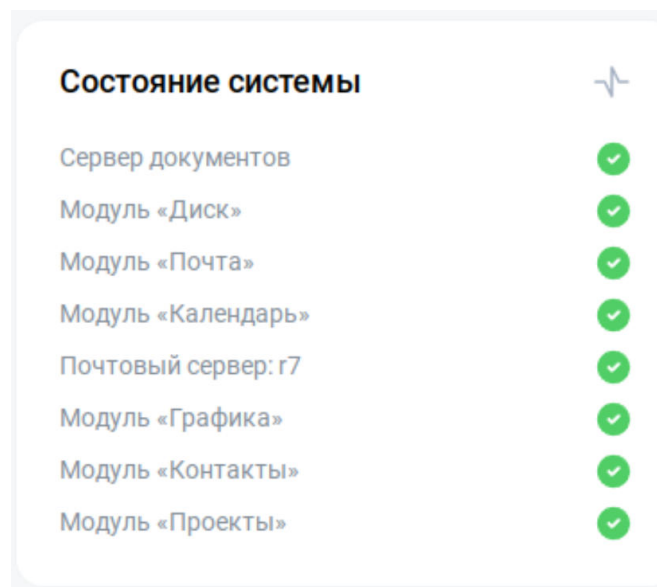 Состояние системы
Сервер документов
Модуль «Диск»
Модуль «Почта»
Модуль «Календарь»
Почтовый сервер: r7
Модуль «Графика»
Модуль «Контакты»
Модуль «Проекты»